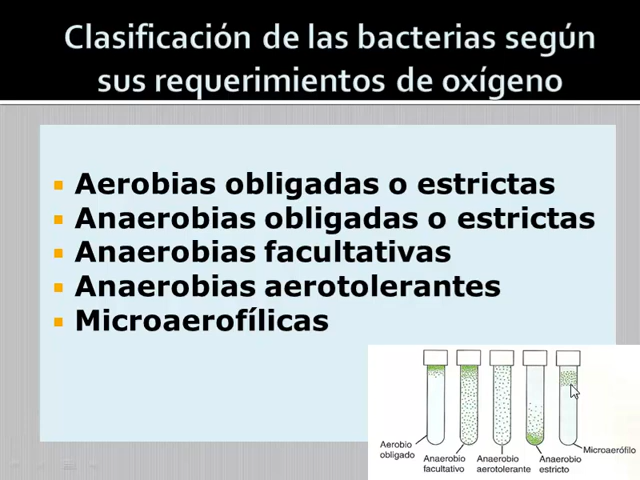 Clasificación de las bacterias según
sus requerimientos de oxígeno
Aerobias obligadas o estrictas
Anaerobias obligadas o estrictas
Anaerobias facultativas
Anaerobias aerotolerantes
Microaerofílicas
Aerobio
obligado
Anaerobio
facultativo
Anaerobio
aerotolerante
Anaerobio
estricto
Microaerófilo